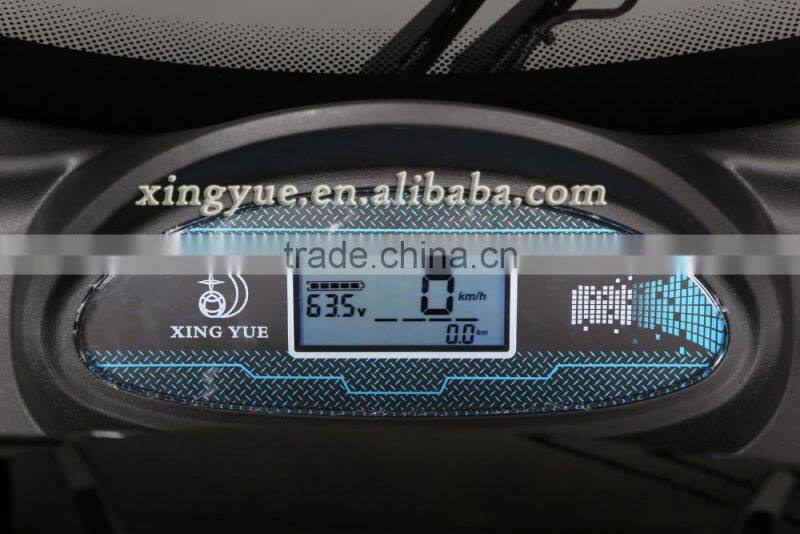 xingyue.en.alibaba.com
trade.china.cn
63.5v
0 km/h
0.0 km
XING YUE